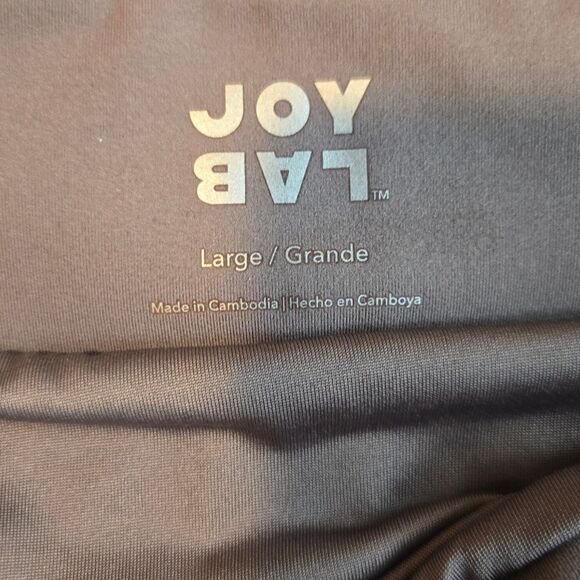 JOY
LAB™
Large / Grande
Made in Cambodia | Hecho en Camboya